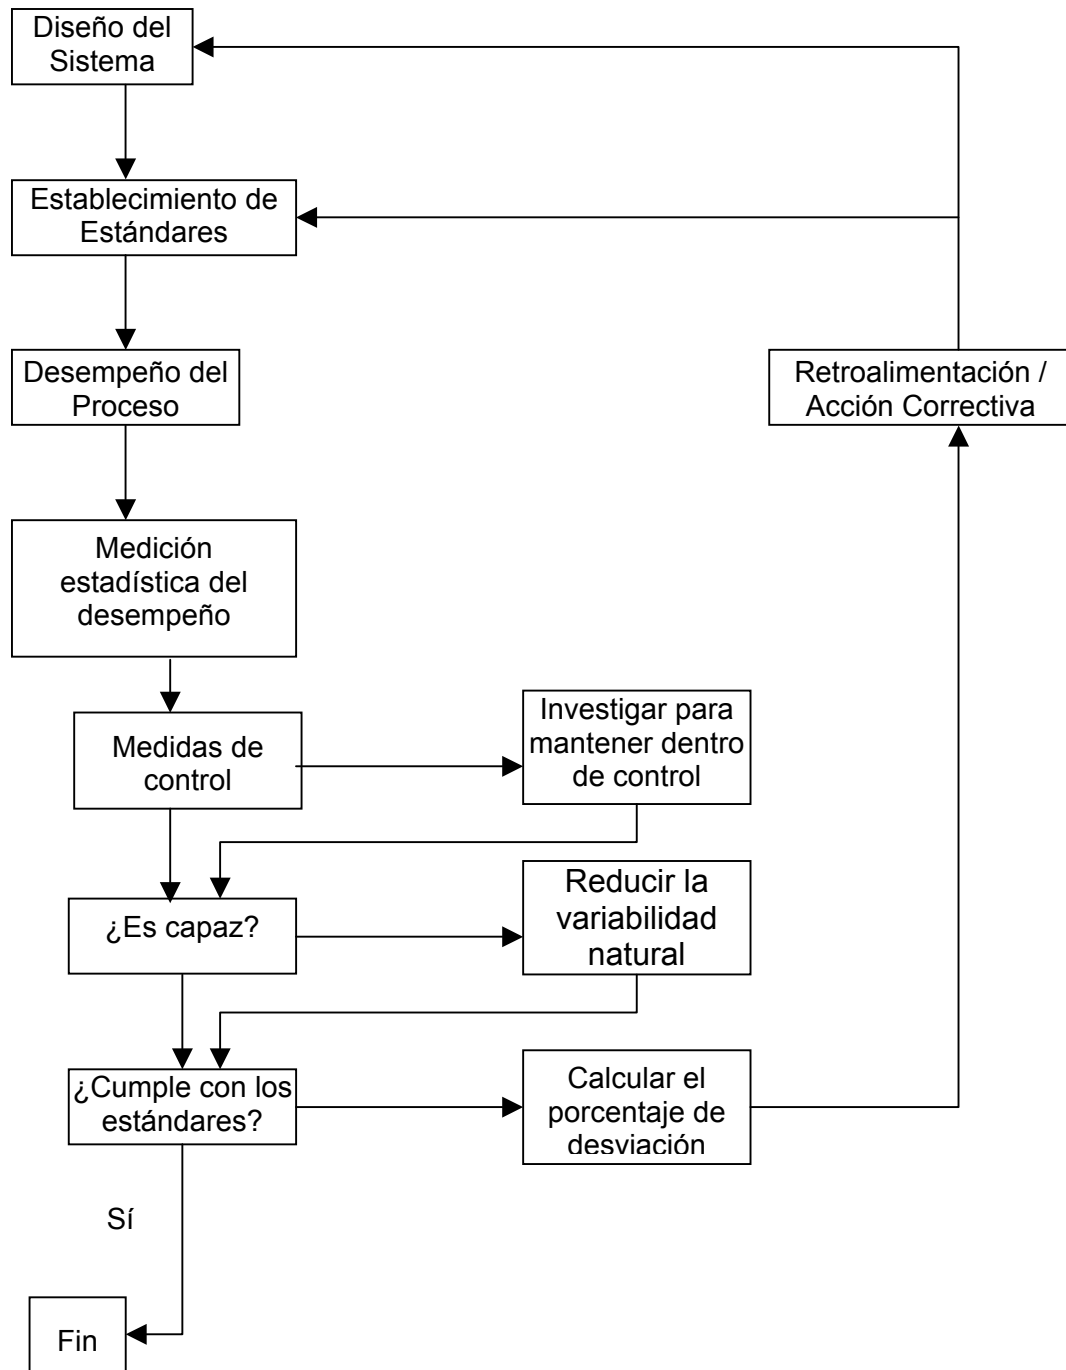 Diseño del
Sistema
Establecimiento de
Estándares
Desempeño del
Proceso
Retroalimentación /
Acción Correctiva
Medición
estadística del
desempeño
Medidas de
control
Investigar para
mantener dentro
de control
¿Es capaz?
Reducir la
variabilidad
natural
¿Cumple con los
estándares?
Calcular el
porcentaje de
desviación
Sí
Fin